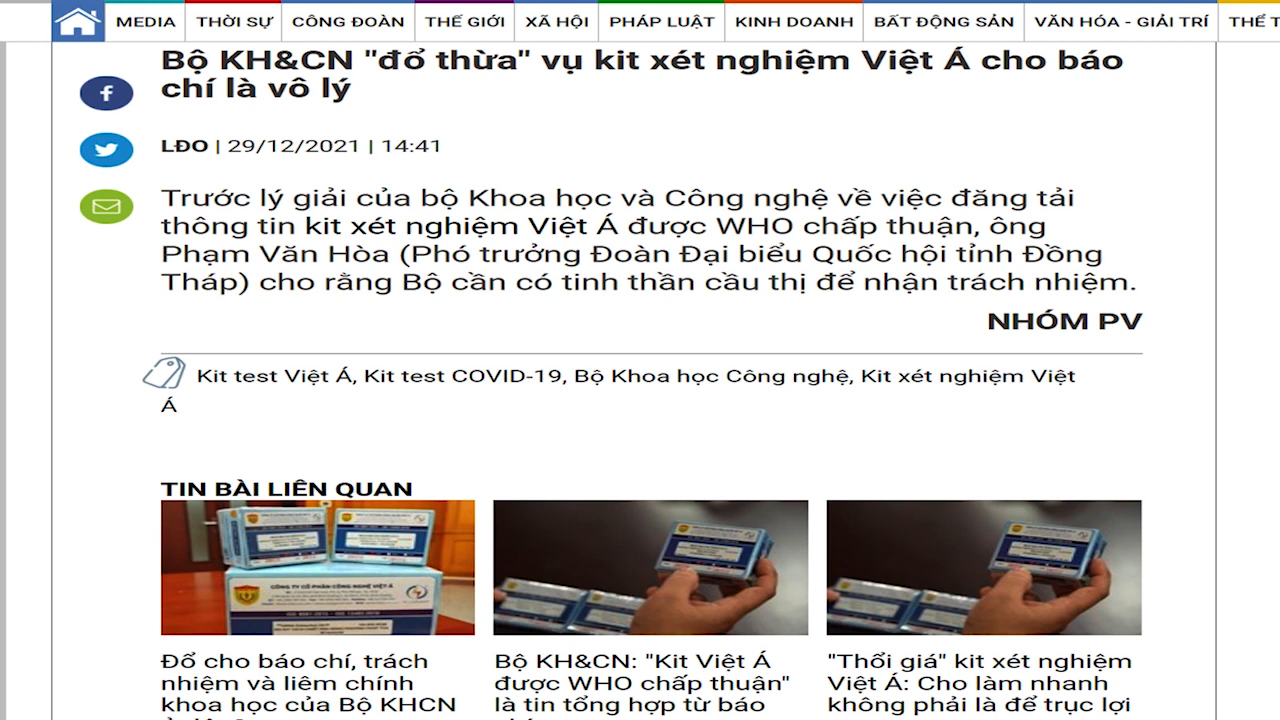 MEDIA THỜI SỰ CÔNG ĐOÀN THẾ GIỚI XÃ HỘI PHÁP LUẬT KINH DOANH BẤT ĐỘNG SẢN VĂN HÓA - GIẢI TRÍ THỂ T
Bộ KH&CN "đổ thừa" vụ kit xét nghiệm Việt Á cho báo
chí là vô lý
LĐO | 29/12/2021 | 14:41
Trước lý giải của bộ Khoa học và Công nghệ về việc đăng tải
thông tin kit xét nghiệm Việt Á được WHO chấp thuận, ông
Phạm Văn Hòa (Phó trưởng Đoàn Đại biểu Quốc hội tỉnh Đồng
Tháp) cho rằng Bộ cần có tinh thần cầu thị để nhận trách nhiệm.
NHÓM PV
Kit test Việt Á, Kit test COVID-19, Bộ Khoa học Công nghệ, Kit xét nghiệm Việt
Á
TIN BÀI LIÊN QUAN
CÔNG TY CỔ PHẦN CÔNG NGHỆ VIỆT Á
Đổ cho báo chí, trách
nhiệm và liêm chính
khoa học của Bộ KHCN
Bộ KH&CN: "Kit Việt Á
được WHO chấp thuận"
là tin tổng hợp từ báo
"Thổi giá" kit xét nghiệm
Việt Á: Cho làm nhanh
không phải là để trục lợi